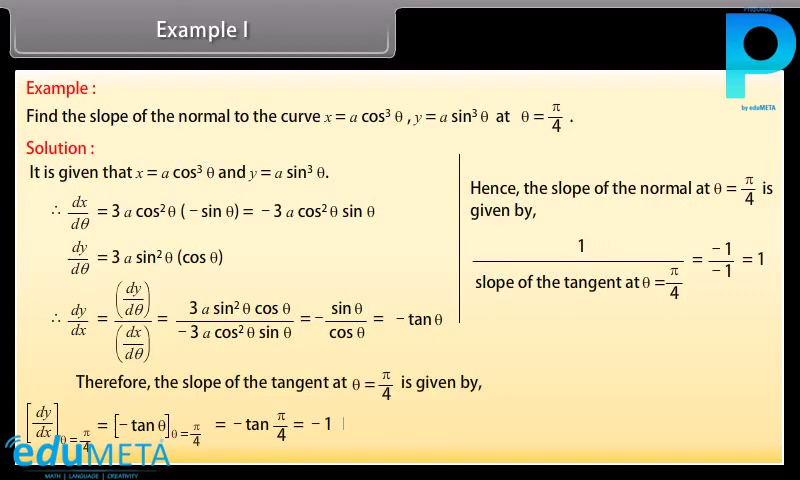 Example I
PrepOnGo
P
by eduMETA
Example :
Find the slope of the normal to the curve x = a cos³ θ , y = a sin³ θ at θ = π/4 .
Solution :
It is given that x = a cos³ θ and y = a sin³ θ.
∴ dx/dθ = 3 a cos² θ (− sin θ) = − 3 a cos² θ sin θ
dy/dθ = 3 a sin² θ (cos θ)
∴ dy/dx = (dy/dθ)/(dx/dθ) = 3 a sin² θ cos θ / − 3 a cos² θ sin θ = − sin θ / cos θ = − tan θ
Therefore, the slope of the tangent at θ = π/4 is given by,
[dy/dx]θ = π/4 = [− tan θ]θ = π/4 = − tan π/4 = − 1
Hence, the slope of the normal at θ = π/4 is
given by,
1 / slope of the tangent at θ = π/4 = −1/−1 = 1
eduMETA
MATH | LANGUAGE | CREATIVITY